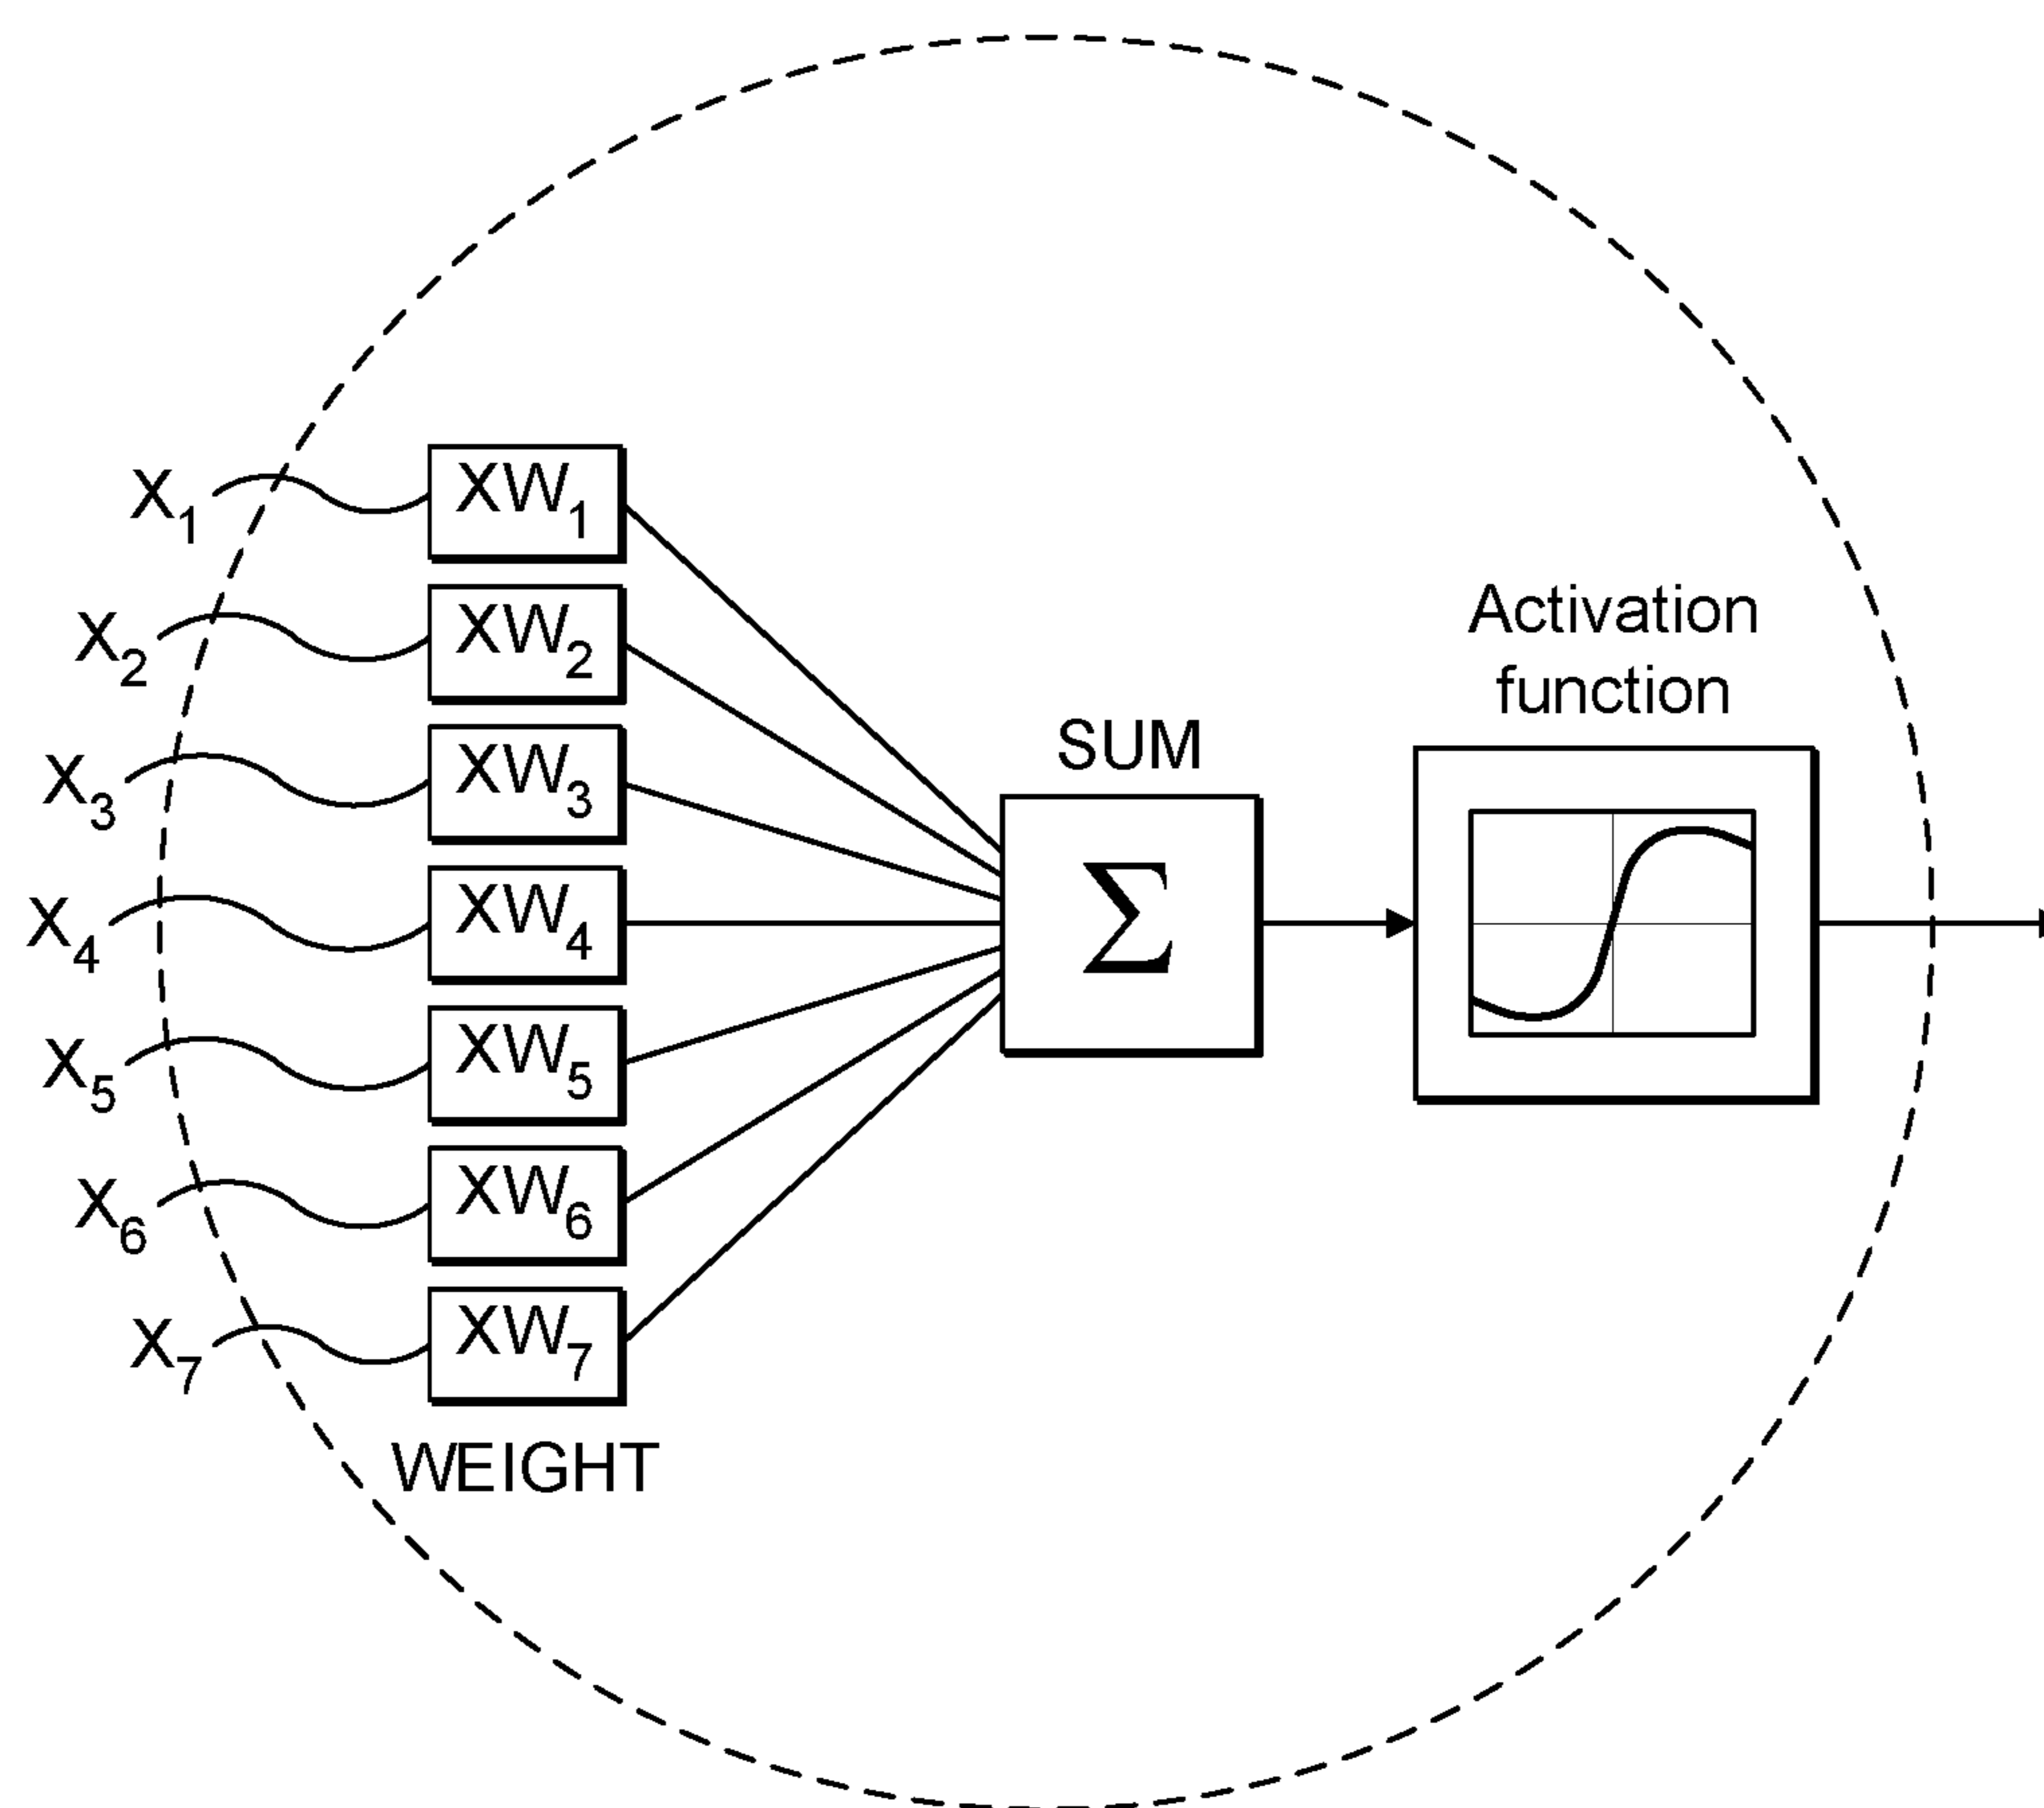 X₁
XW₁
X₂
XW₂
X₃
XW₃
X₄
XW₄
X₅
XW₅
X₆
XW₆
X₇
XW₇
WEIGHT
SUM
Σ
Activation
function